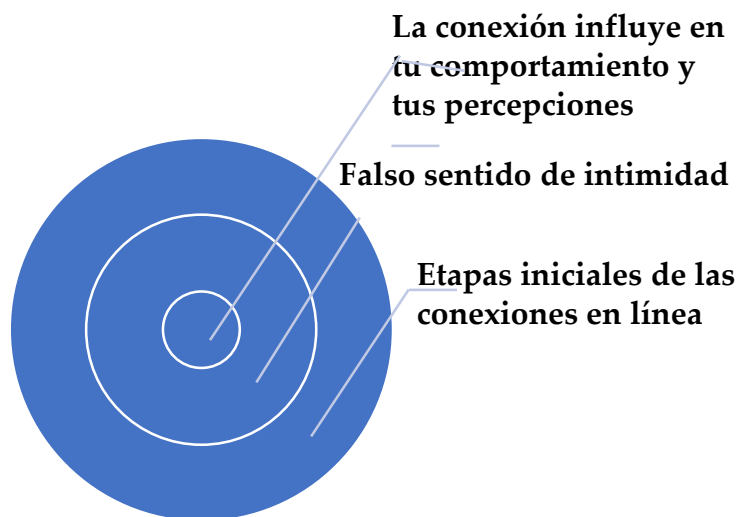 La conexión influye en
tu comportamiento y
tus percepciones
Falso sentido de intimidad
Etapas iniciales de las
conexiones en línea